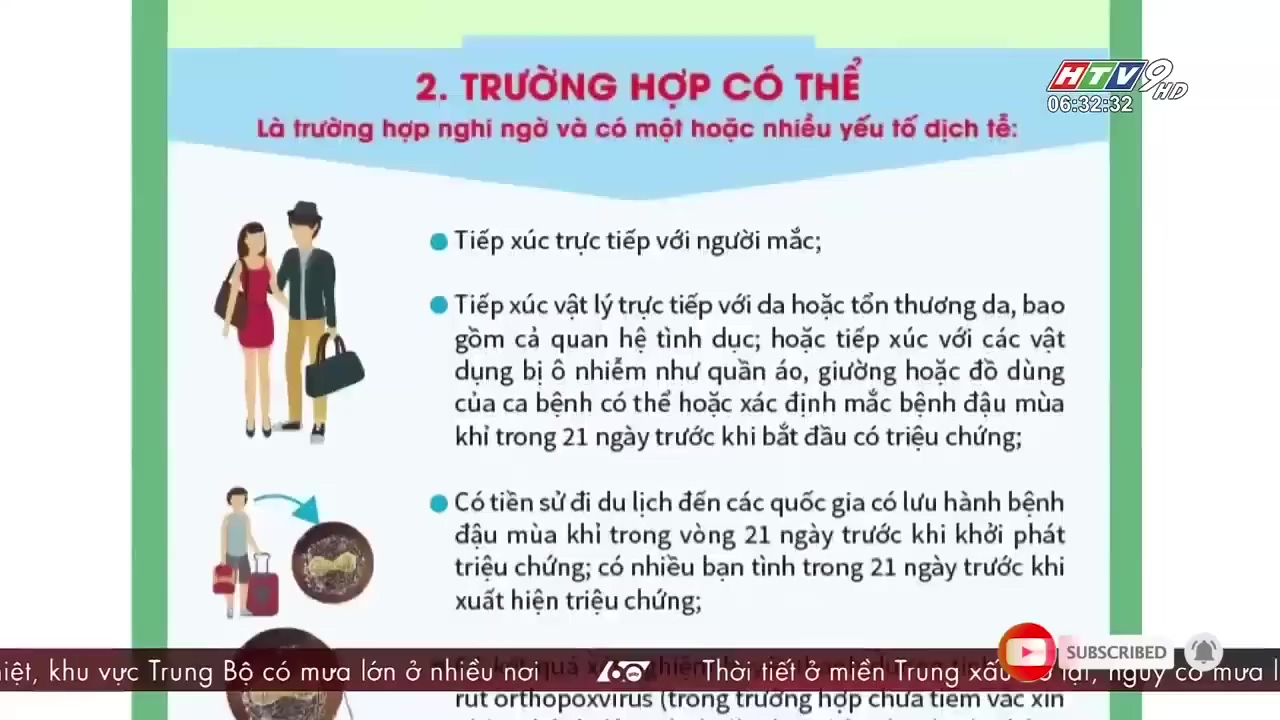 2. TRƯỜNG HỢP CÓ THỂ
Là trường hợp nghi ngờ và có một hoặc nhiều yếu tố dịch tễ:
HTV9 HD
06:32:32
Tiếp xúc trực tiếp với người mắc;
Tiếp xúc vật lý trực tiếp với da hoặc tổn thương da, bao
gồm cả quan hệ tình dục; hoặc tiếp xúc với các vật
dụng bị ô nhiễm như quần áo, giường hoặc đồ dùng
của ca bệnh có thể hoặc xác định mắc bệnh đậu mùa
khỉ trong 21 ngày trước khi bắt đầu có triệu chứng;
Có tiền sử đi du lịch đến các quốc gia có lưu hành bệnh
đậu mùa khỉ trong vòng 21 ngày trước khi khởi phát
triệu chứng; có nhiều bạn tình trong 21 ngày trước khi
xuất hiện triệu chứng;
SUBSCRIBED
khu vực Trung Bộ có mưa lớn ở nhiều nơi 60 Thời tiết ở miền Trung lại, nguy cơ mưa
rut orthopoxvirus (trong trường hợp chưa tiêm vắc xin